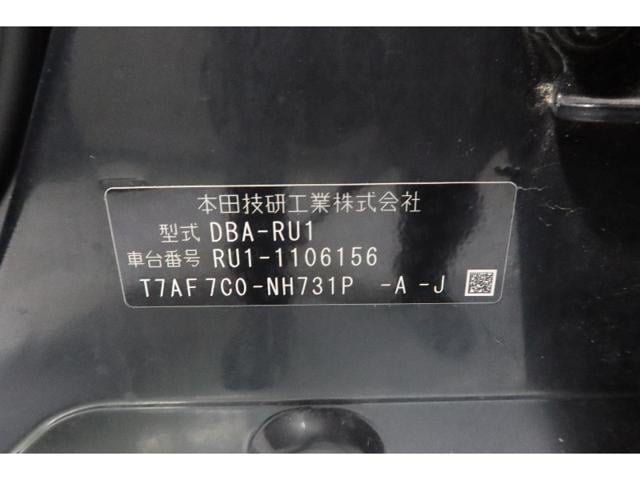 本田技研工業株式会社
型式 DBA-RU1
車台番号 RU1-1106156
T7AF7C0-NH731P -A-J